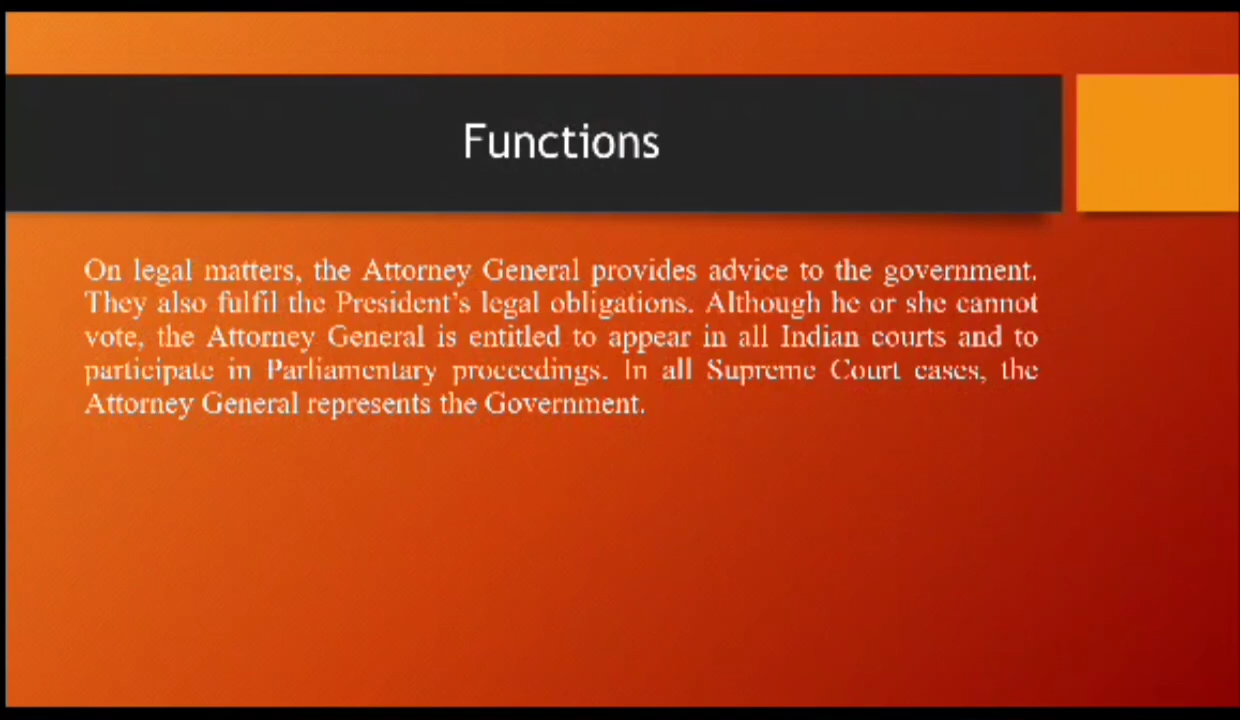 Functions
On legal matters, the Attorney General provides advice to the government.
They also fulfil the President's legal obligations. Although he or she cannot
vote, the Attorney General is entitled to appear in all Indian courts and to
participate in Parliamentary proceedings. In all Supreme Court cases, the
Attorney General represents the Government.